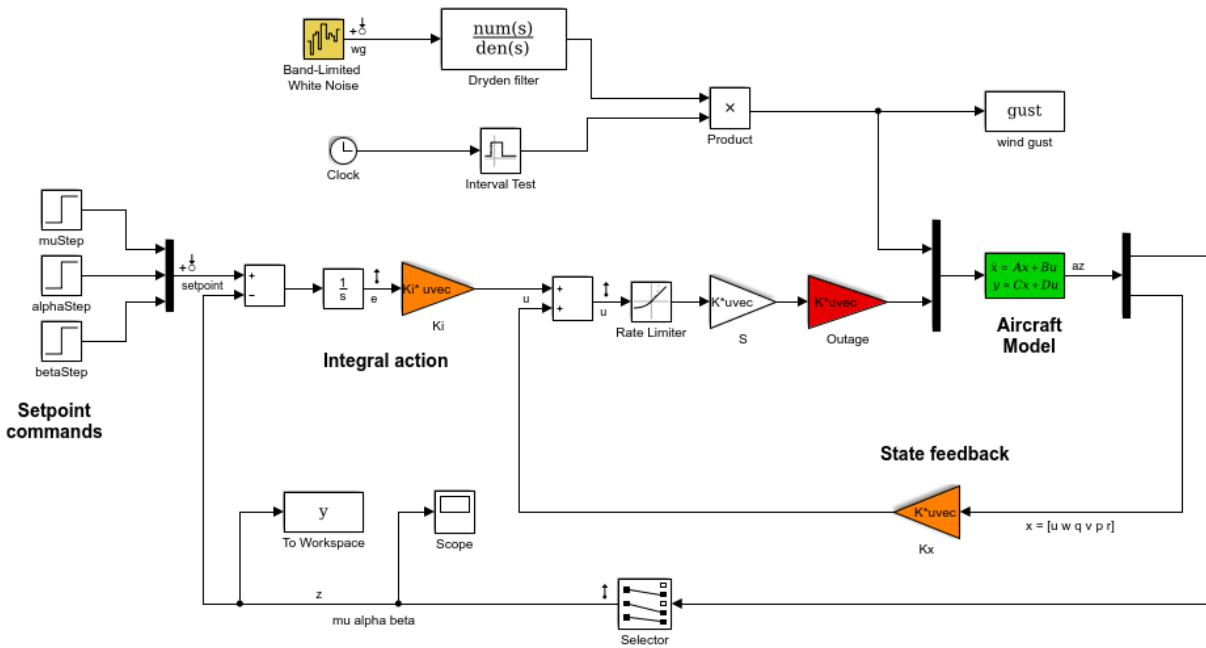 wg
num(s)
den(s)
Band-Limited
White Noise
Dryden filter
×
Product
gust
wind gust
Clock
Interval Test
muStep
alphaStep
betaStep
Setpoint
commands
setpoint
+
−
1
s
e
Ki* uvec
Ki
Integral action
u
+
+
u
Rate Limiter
K*uvec
S
K*uvec
Outage
ẋ = Ax + Bu
y = Cx + Du
az
Aircraft
Model
State feedback
K*uvec
Kx
x = [u w q v p r]
y
To Workspace
Scope
z
mu alpha beta
Selector